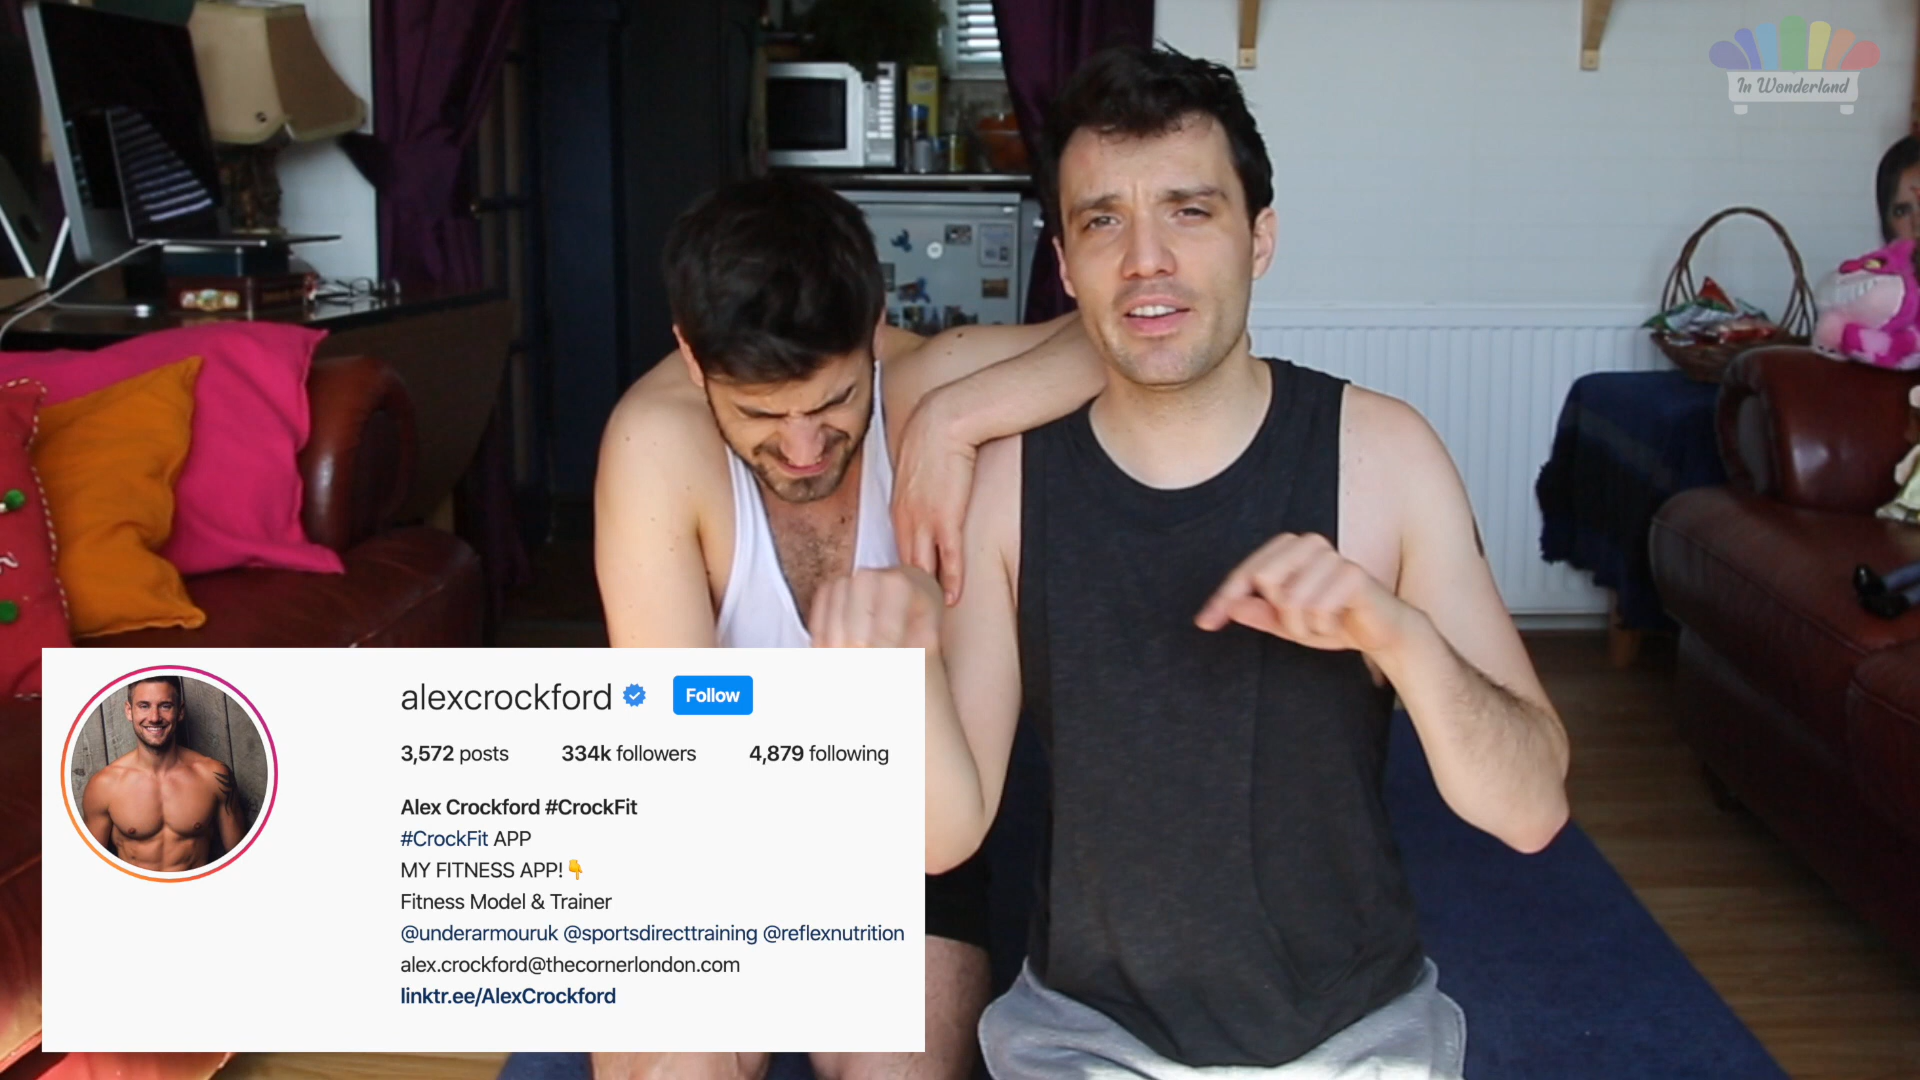 In Wonderland
alexcrockford
Follow
3,572 posts 334k followers 4,879 following
Alex Crockford #CrockFit
#CrockFit APP
MY FITNESS APP!👇
Fitness Model & Trainer
@underarmouruk @sportsdirecttraining @reflexnutrition
alex.crockford@thecornerlondon.com
linktr.ee/AlexCrockford